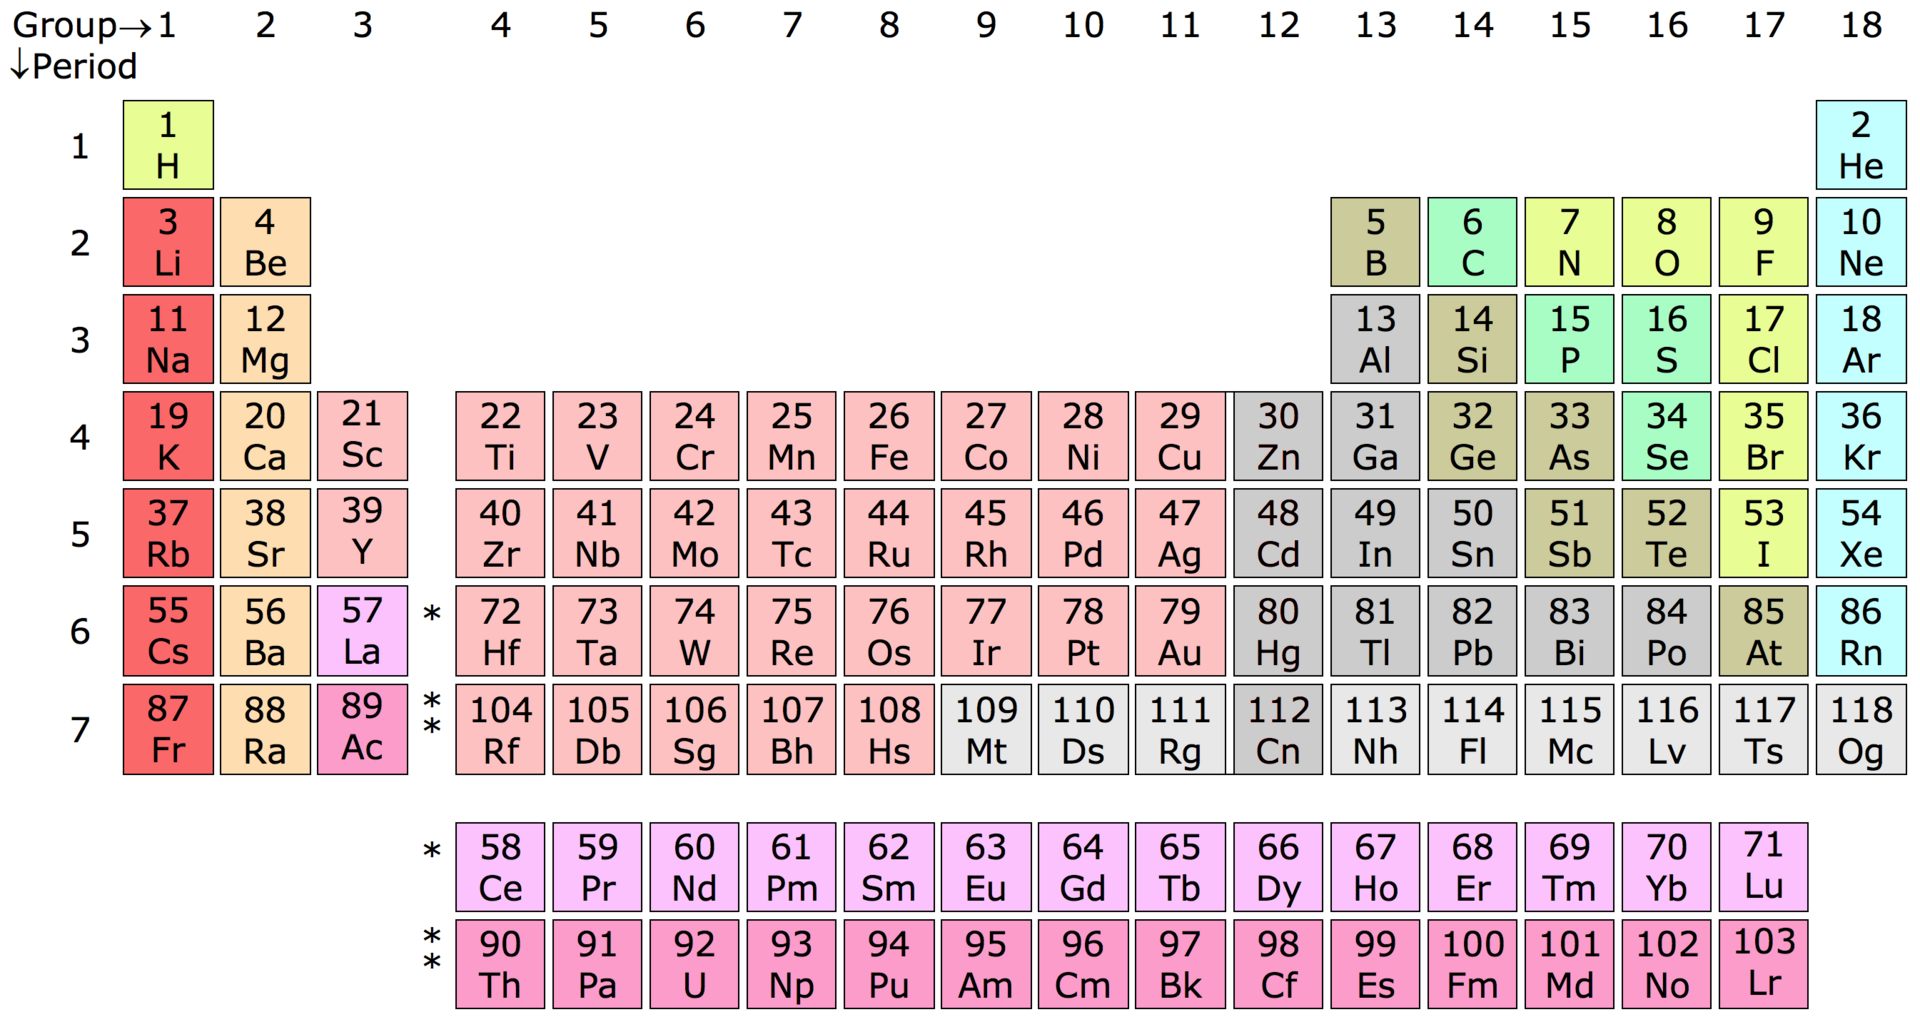 Group→1 2 3 4 5 6 7 8 9 10 11 12 13 14 15 16 17 18
↓Period
1 2
1 H He
3 4 5 6 7 8 9 10
2 Li Be B C N O F Ne
11 12 13 14 15 16 17 18
3 Na Mg Al Si P S Cl Ar
19 20 21 22 23 24 25 26 27 28 29 30 31 32 33 34 35 36
4 K Ca Sc Ti V Cr Mn Fe Co Ni Cu Zn Ga Ge As Se Br Kr
37 38 39 40 41 42 43 44 45 46 47 48 49 50 51 52 53 54
5 Rb Sr Y Zr Nb Mo Tc Ru Rh Pd Ag Cd In Sn Sb Te I Xe
55 56 57 * 72 73 74 75 76 77 78 79 80 81 82 83 84 85 86
6 Cs Ba La Hf Ta W Re Os Ir Pt Au Hg Tl Pb Bi Po At Rn
87 88 89 * 104 105 106 107 108 109 110 111 112 113 114 115 116 117 118
7 Fr Ra Ac * Rf Db Sg Bh Hs Mt Ds Rg Cn Nh Fl Mc Lv Ts Og
* 58 59 60 61 62 63 64 65 66 67 68 69 70 71
Ce Pr Nd Pm Sm Eu Gd Tb Dy Ho Er Tm Yb Lu
* 90 91 92 93 94 95 96 97 98 99 100 101 102 103
* Th Pa U Np Pu Am Cm Bk Cf Es Fm Md No Lr